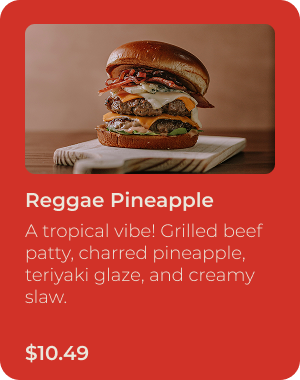 Reggae Pineapple
A tropical vibe! Grilled beef
patty, charred pineapple,
teriyaki glaze, and creamy
slaw.
$10.49